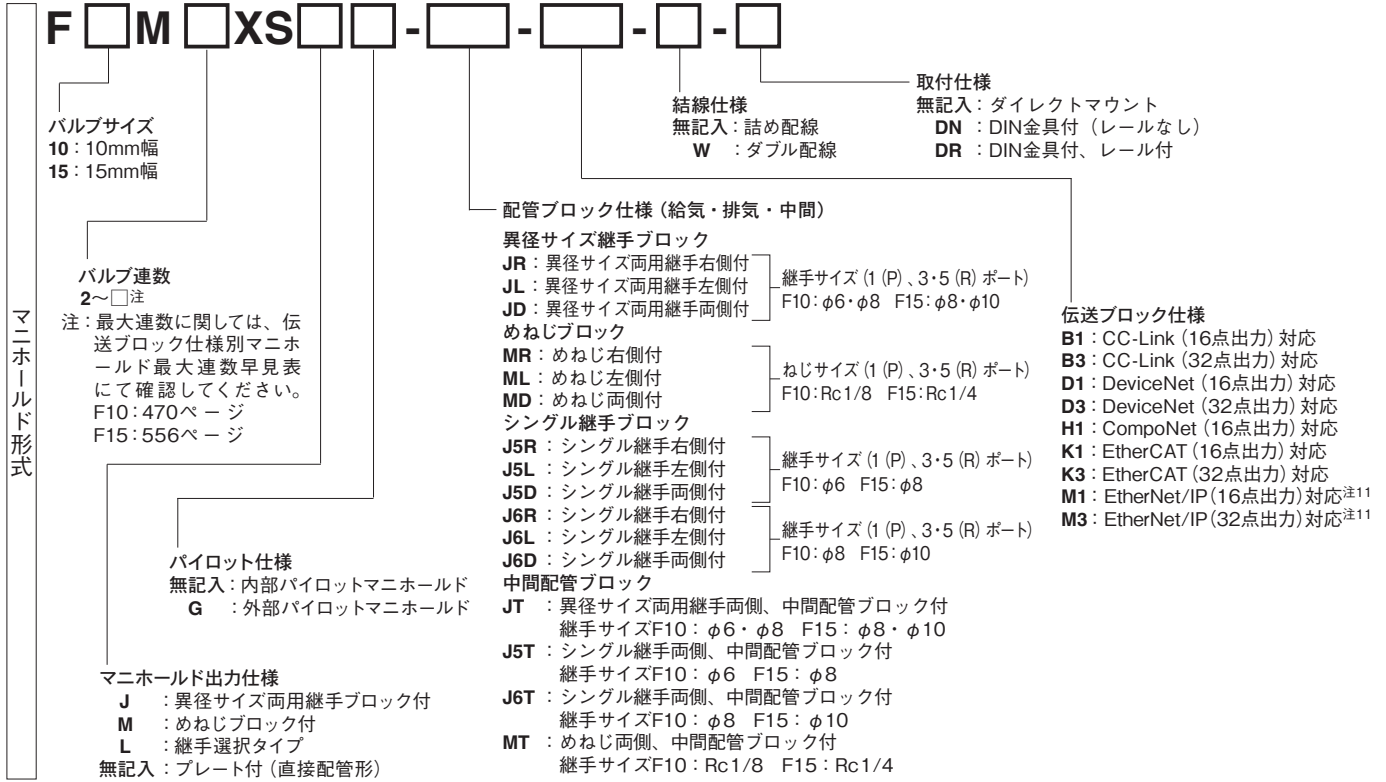 マニホールド形式
F□M□XS□□-□-□-□-□
バルブサイズ
10：10mm幅
15：15mm幅
バルブ連数
2〜□注
注：最大連数に関しては、伝
送ブロック仕様別マニホ
ールド最大連数早見表
にて確認してください。
F10：470ページ
F15：556ページ
パイロット仕様
無記入：内部パイロットマニホールド
G ：外部パイロットマニホールド
マニホールド出力仕様
J ：異径サイズ両用継手ブロック付
M ：めねじブロック付
L ：継手選択タイプ
無記入：プレート付（直接配管形）
配管ブロック仕様（給気・排気・中間）
異径サイズ継手ブロック
JR：異径サイズ両用継手右側付
JL：異径サイズ両用継手左側付
JD：異径サイズ両用継手両側付
継手サイズ（1（P）、3・5（R）ポート）
F10：φ6・φ8 F15：φ8・φ10
めねじブロック
MR：めねじ右側付
ML：めねじ左側付
MD：めねじ両側付
ねじサイズ（1（P）、3・5（R）ポート）
F10：Rc1/8 F15：Rc1/4
シングル継手ブロック
J5R：シングル継手右側付
J5L：シングル継手左側付
J5D：シングル継手両側付
継手サイズ（1（P）、3・5（R）ポート）
F10：φ6 F15：φ8
J6R：シングル継手右側付
J6L：シングル継手左側付
J6D：シングル継手両側付
継手サイズ（1（P）、3・5（R）ポート）
F10：φ8 F15：φ10
中間配管ブロック
JT ：異径サイズ両用継手両側、中間配管ブロック付
継手サイズF10：φ6・φ8 F15：φ8・φ10
J5T：シングル継手両側、中間配管ブロック付
継手サイズF10：φ6 F15：φ8
J6T：シングル継手両側、中間配管ブロック付
継手サイズF10：φ8 F15：φ10
MT ：めねじ両側、中間配管ブロック付
継手サイズF10：Rc1/8 F15：Rc1/4
結線仕様
無記入：詰め配線
W ：ダブル配線
取付仕様
無記入：ダイレクトマウント
DN ：DIN金具付（レールなし）
DR ：DIN金具付、レール付
伝送ブロック仕様
B1：CC-Link（16点出力）対応
B3：CC-Link（32点出力）対応
D1：DeviceNet（16点出力）対応
D3：DeviceNet（32点出力）対応
H1：CompoNet（16点出力）対応
K1：EtherCAT（16点出力）対応
K3：EtherCAT（32点出力）対応
M1：EtherNet/IP（16点出力）対応注11
M3：EtherNet/IP（32点出力）対応注11